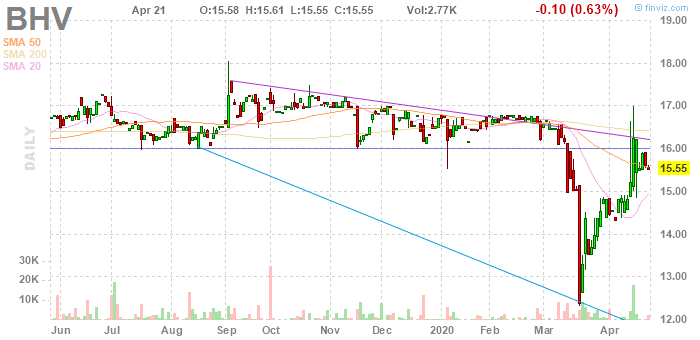 BHV
Apr 21 O:15.58 H:15.61 L:15.55 C:15.55 Vol:2.77K -0.10 (0.63%)
© finviz.com
SMA 50
SMA 200
SMA 20
DAILY
19.00
18.00
17.00
16.00
15.55
15.00
14.00
13.00
12.00
30K
20K
10K
Jun Jul Aug Sep Oct Nov Dec 2020 Feb Mar Apr